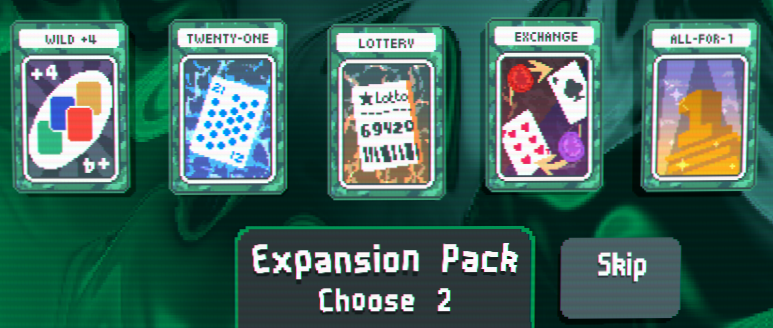 WILD +4
TWENTY-ONE
LOTTERY
EXCHANGE
ALL-FOR-1
+4
+4
21
21
★Lotto
69420
Expansion Pack
Choose 2
Skip